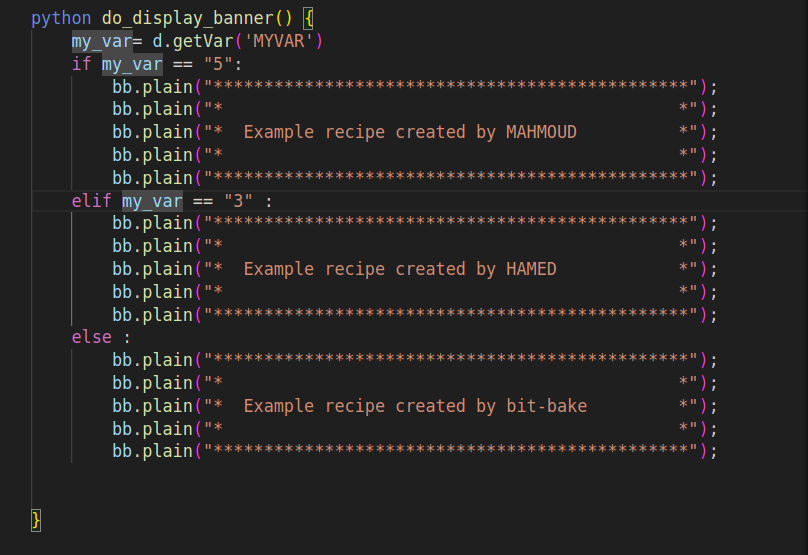 python do_display_banner() {
    my_var= d.getVar('MYVAR')
    if my_var == "5":
        bb.plain("***********************************************");
        bb.plain("*                                             *");
        bb.plain("*  Example recipe created by MAHMOUD          *");
        bb.plain("*                                             *");
        bb.plain("***********************************************");
    elif my_var == "3" :
        bb.plain("***********************************************");
        bb.plain("*                                             *");
        bb.plain("*  Example recipe created by HAMED            *");
        bb.plain("*                                             *");
        bb.plain("***********************************************");
    else :
        bb.plain("***********************************************");
        bb.plain("*                                             *");
        bb.plain("*  Example recipe created by bit-bake         *");
        bb.plain("*                                             *");
        bb.plain("***********************************************");
}